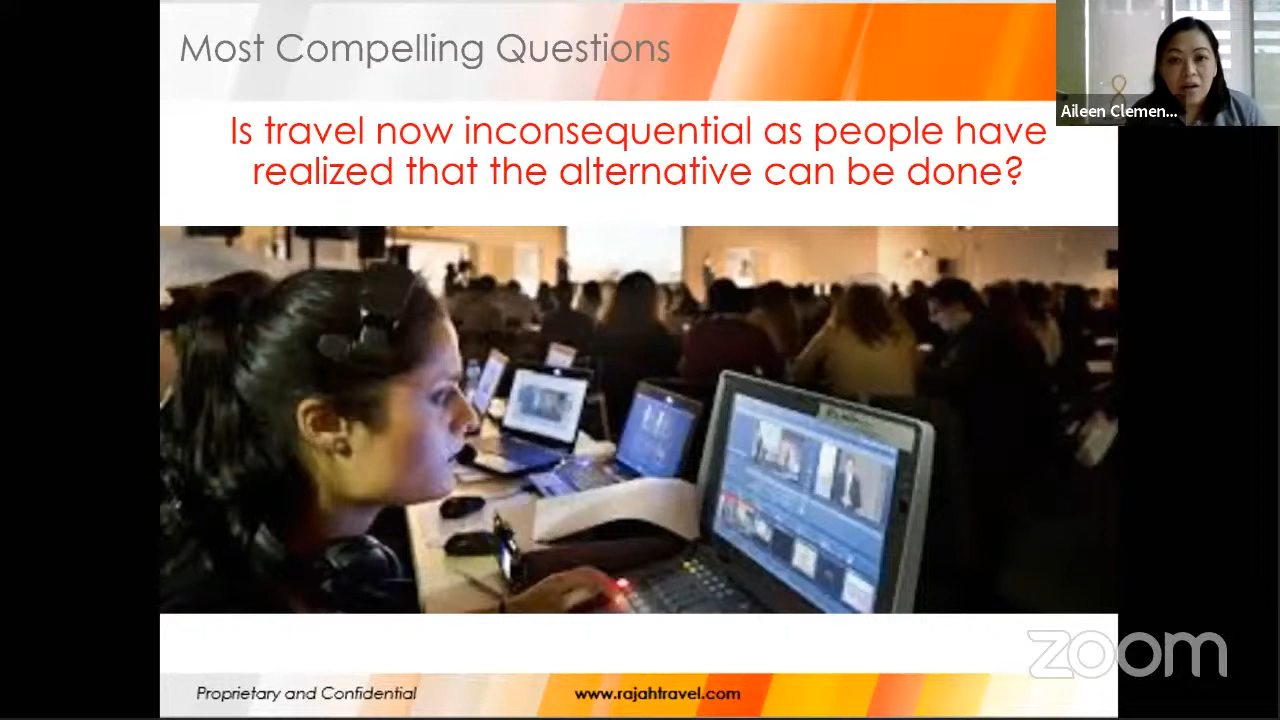 Most Compelling Questions
Aileen Clemen...
Is travel now inconsequential as people have
realized that the alternative can be done?
zoom
Proprietary and Confidential
www.rajahtravel.com